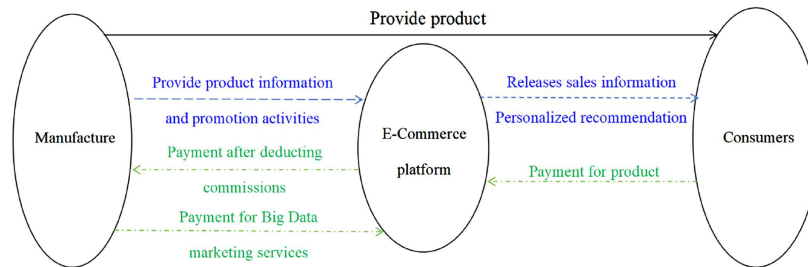 Provide product
Provide product information
and promotion activities
Releases sales information
Personalized recommendation
Manufacture
E-Commerce
platform
Consumers
Payment after deducting
commissions
Payment for product
Payment for Big Data
marketing services